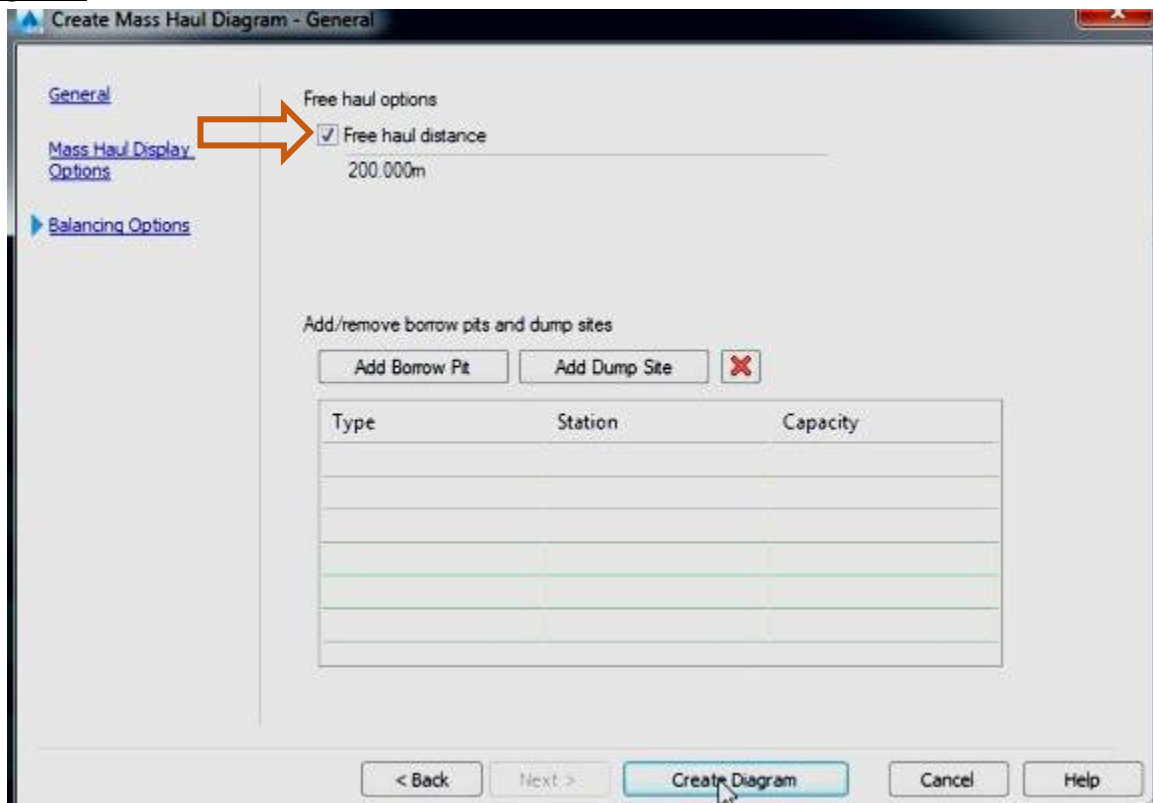 Create Mass Haul Diagram - General
General
Mass Haul Display
Options
Balancing Options
Free haul options
Free haul distance
200.000m
Add/remove borrow pits and dump sites
Add Borrow Pit
Add Dump Site
Type Station Capacity
< Back Next > Create Diagram Cancel Help